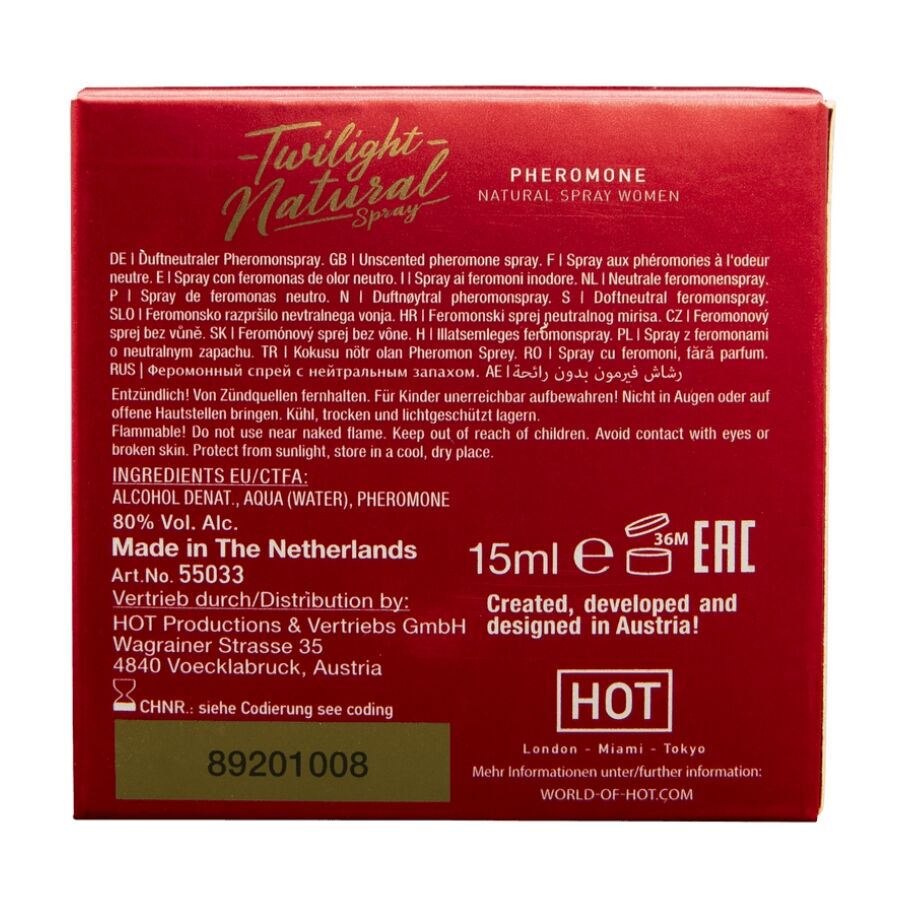 -Twilight-
Natural
Spray
PHEROMONE
NATURAL SPRAY WOMEN
DE I Duftneutraler Pheromonspray. GB I Unscented pheromone spray. F I Spray aux phéromones à l'odeur
neutre. E I Spray con feromonas de olor neutro. I I Spray ai feromoni inodore. NL I Neutrale feromonenspray.
P I Spray de feromonas neutro. N I Duftnøytral pheromonspray. S I Doftneutral feromonspray.
SLO I Feromonsko razpršilo nevtralnega vonja. HR I Feromonski sprej neutralnog mirisa. CZ I Feromonový
sprej bez vůně. SK I Feromónový sprej bez vône. H I Illatsemleges feromonspray. PL I Spray z feromonami
o neutralnym zapachu. TR I Kokusu nötr olan Pheromon Sprey. RO I Spray cu feromoni, fără parfum.
RUS | Феромонный спрей с нейтральным запахом. AE I رشاش فيرمون بدون رائحة
Entzündlich! Von Zündquellen fernhalten. Für Kinder unerreichbar aufbewahren! Nicht in Augen oder auf
offene Hautstellen bringen. Kühl, trocken und lichtgeschützt lagern.
Flammable! Do not use near naked flame. Keep out of reach of children. Avoid contact with eyes or
broken skin. Protect from sunlight, store in a cool, dry place.
INGREDIENTS EU/CTFA:
ALCOHOL DENAT., AQUA (WATER), PHEROMONE
80% Vol. Alc.
Made in The Netherlands
Art.No. 55033
Vertrieb durch/Distribution by:
HOT Productions & Vertriebs GmbH
Wagrainer Strasse 35
4840 Voecklabruck, Austria
CHNR.: siehe Codierung see coding
89201008
15ml e 36M EAC
Created, developed and
designed in Austria!
HOT
London - Miami - Tokyo
Mehr Informationen unter/further information:
WORLD-OF-HOT.COM